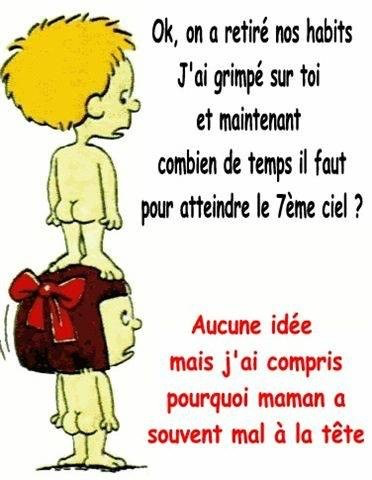 Ok, on a retiré nos habits
J'ai grimpé sur toi
et maintenant
combien de temps il faut
pour atteindre le 7ème ciel ?
Aucune idée
mais j'ai compris
pourquoi maman a
souvent mal à la tête